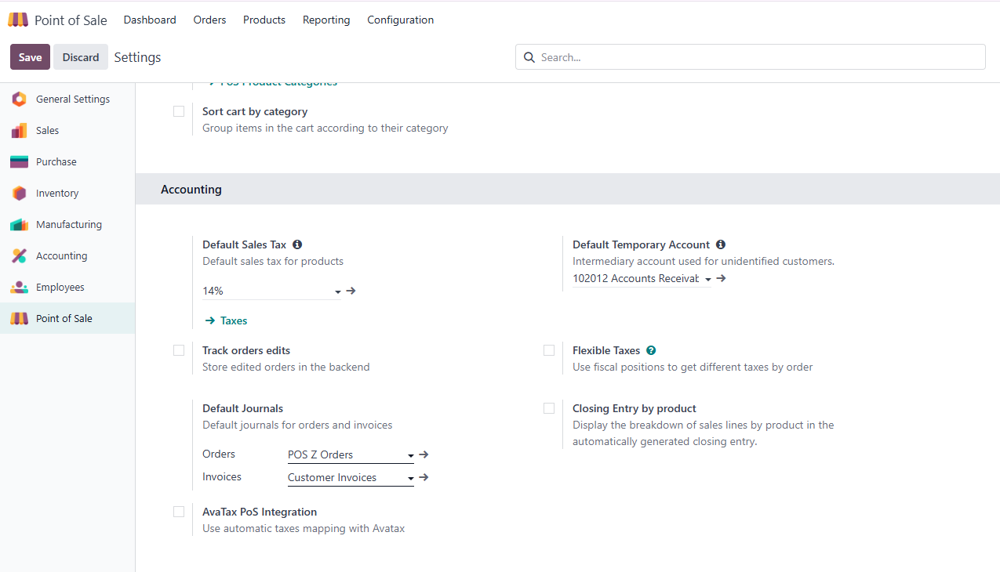 Point of Sale Dashboard Orders Products Reporting Configuration
Save Discard Settings Search...
General Settings
Sales
Purchase
Inventory
Manufacturing
Accounting
Employees
Point of Sale
POS Product Categories
Sort cart by category
Group items in the cart according to their category
Accounting
Default Sales Tax
Default sales tax for products
14%
Taxes
Default Temporary Account
Intermediary account used for unidentified customers.
102012 Accounts Receivab
Track orders edits
Store edited orders in the backend
Flexible Taxes ?
Use fiscal positions to get different taxes by order
Default Journals
Default journals for orders and invoices
Orders POS Z Orders
Invoices Customer Invoices
Closing Entry by product
Display the breakdown of sales lines by product in the
automatically generated closing entry.
AvaTax PoS Integration
Use automatic taxes mapping with Avatax